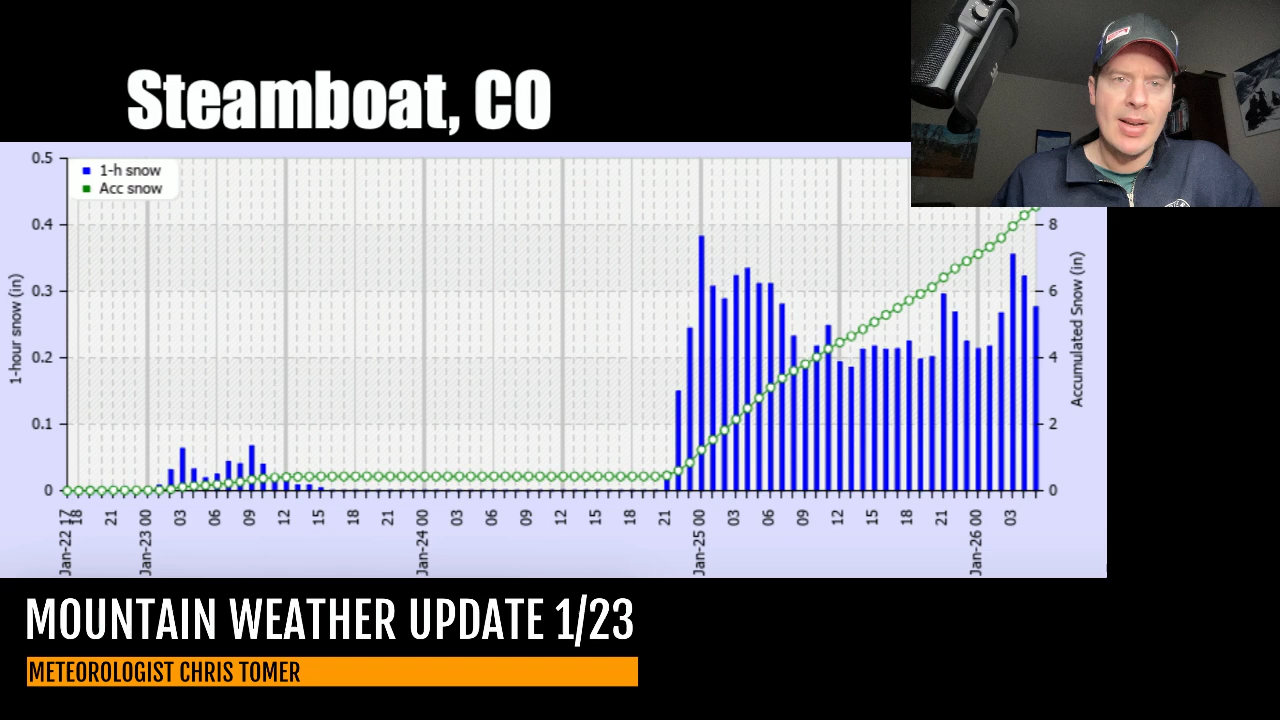 Steamboat, CO
0.5
1-h snow
Acc snow
0.4
0.3
0.2
0.1
0
1-hour snow (in)
8
6
4
2
0
Accumulated Snow (in)
17 18 21 00 03 06 09 12 15 18 21 00 03 06 09 12 15 18 21 00 03 06 09 12 15 18 21 00 03
Jan-22 Jan-23 Jan-24 Jan-25 Jan-26
MOUNTAIN WEATHER UPDATE 1/23
METEOROLOGIST CHRIS TOMER